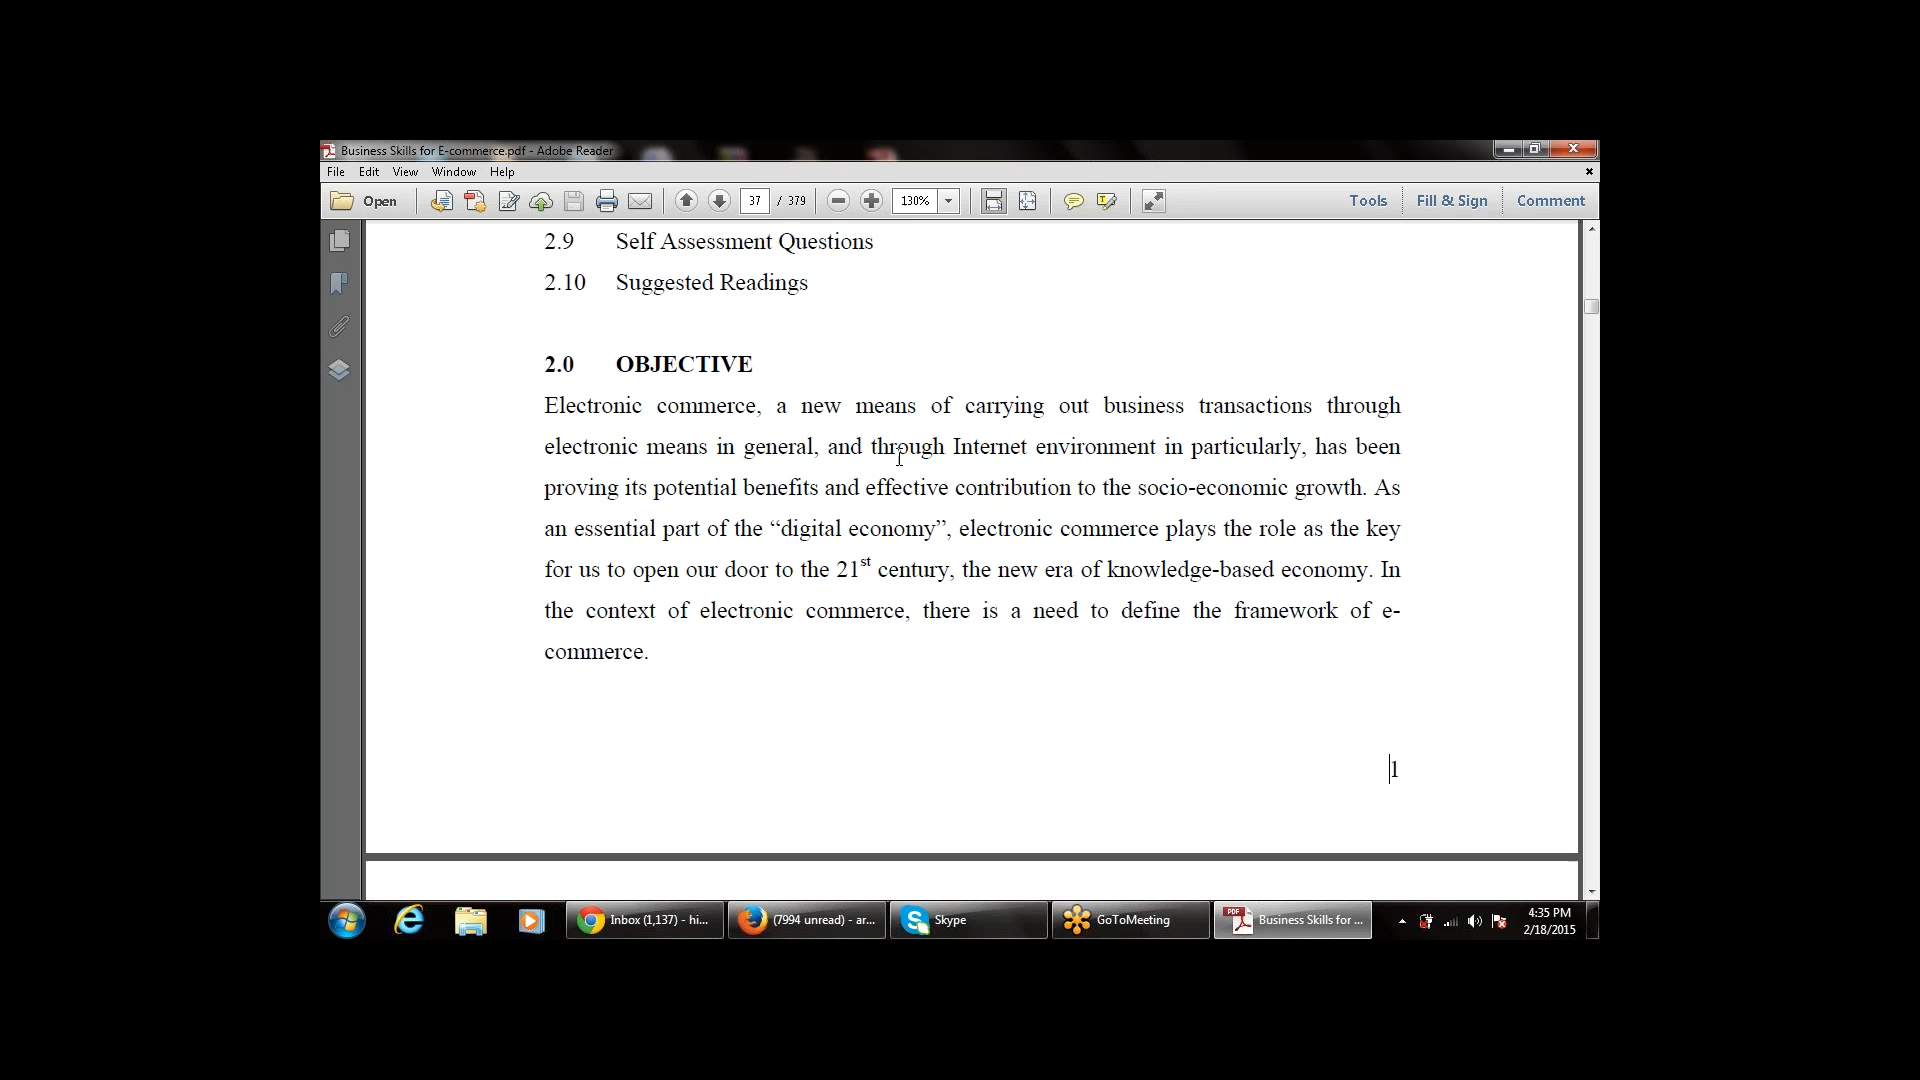 Business Skills for E-commerce.pdf - Adobe Reader
File Edit View Window Help
Open 37 / 379 130% Tools Fill & Sign Comment
2.9 Self Assessment Questions
2.10 Suggested Readings
2.0 OBJECTIVE
Electronic commerce, a new means of carrying out business transactions through
electronic means in general, and through Internet environment in particularly, has been
proving its potential benefits and effective contribution to the socio-economic growth. As
an essential part of the “digital economy”, electronic commerce plays the role as the key
for us to open our door to the 21st century, the new era of knowledge-based economy. In
the context of electronic commerce, there is a need to define the framework of e-
commerce.
1
Inbox (1,137) - hi... (7994 unread) - ar... Skype GoToMeeting Business Skills for ... 4:35 PM
2/18/2015